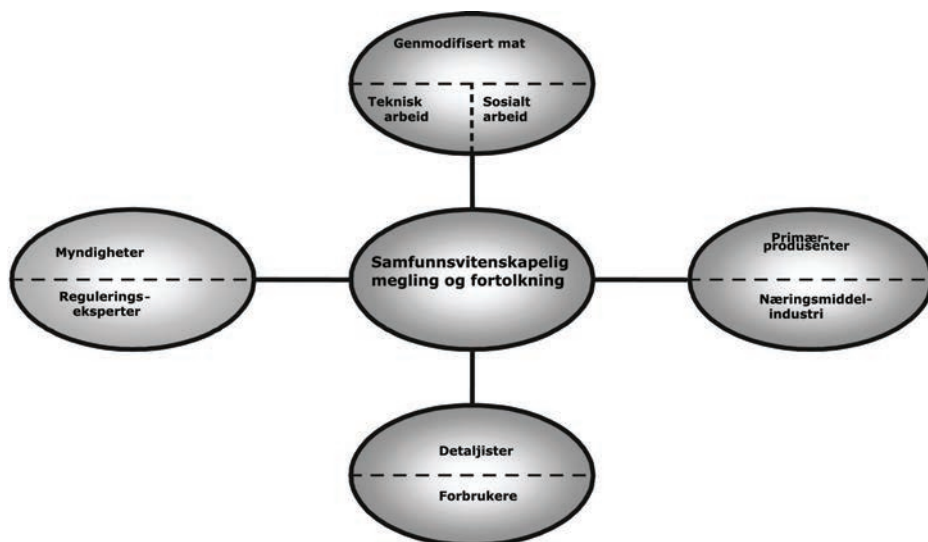 Genmodifisert mat
Teknisk
arbeid
Sosialt
arbeid
Myndigheter
Regulerings-
eksperter
Samfunnsvitenskapelig
megling og fortolkning
Primær-
produsenter
Næringsmiddel-
industri
Detaljister
Forbrukere